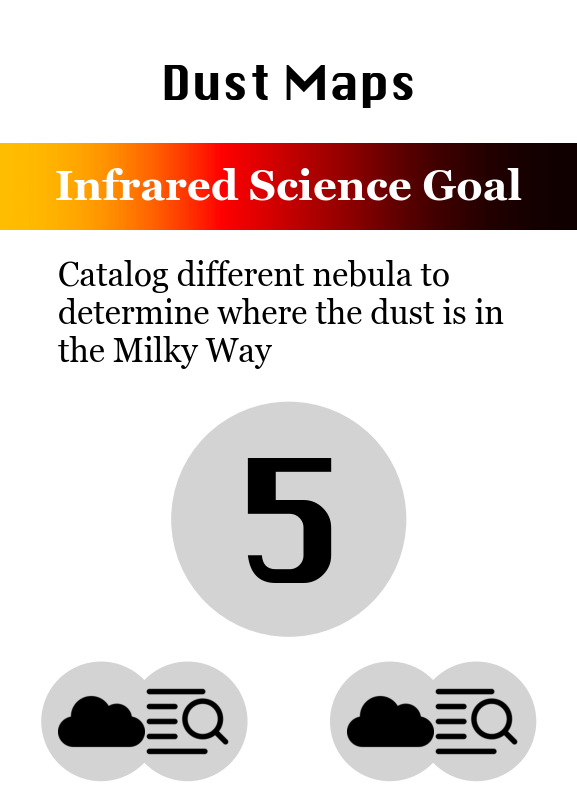 Dust Maps
Infrared Science Goal
Catalog different nebula to
determine where the dust is in
the Milky Way
5